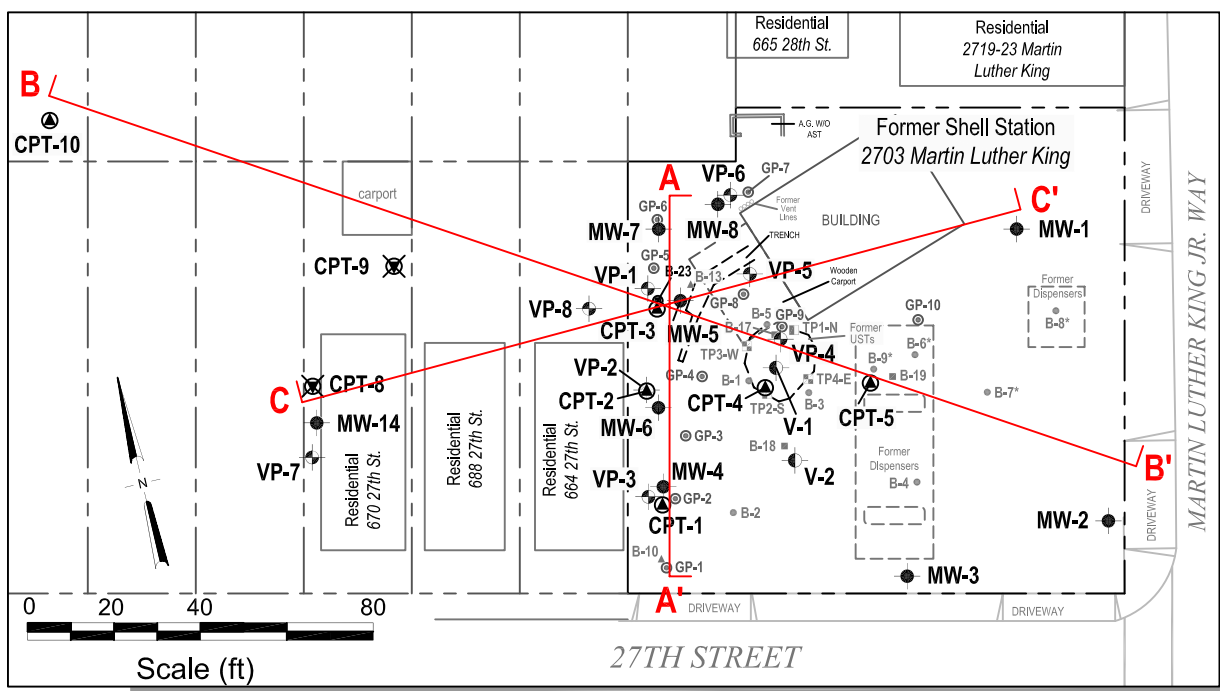 Residential
665 28th St.
Residential
2719-23 Martin
Luther King
B
CPT-10
carport
CPT-9
A.G. W/O
AST
Former Shell Station
2703 Martin Luther King
DRIVEWAY
A
VP-6
GP-7
GP-6
MW-7
MW-8
Former
Vent
Lines
BUILDING
C'
MW-1
TRENCH
GP-5
VP-1
B-23
B-13
VP-5
Wooden
Carport
VP-8
CPT-3
MW-5
GP-8
B-5
GP-9
B-17
TP1-N
Former
USTs
GP-10
Former
Dispensers
B-8*
TP3-W
VP-4
B-6*
B-9*
B-19
C
CPT-8
MW-14
VP-7
Residential
670 27th St.
Residential
688 27th St.
Residential
664 27th St.
VP-2
CPT-2
MW-6
GP-4
B-1
CPT-4
TP2-S
TP4-E
B-3
V-1
CPT-5
B-7*
GP-3
B-18
V-2
Former
Dispensers
B-4
B'
MARTIN LUTHER KING JR. WAY
VP-3
MW-4
GP-2
CPT-1
B-2
MW-2
DRIVEWAY
B-10
GP-1
MW-3
A'
DRIVEWAY
DRIVEWAY
N
0 20 40 80
Scale (ft)
27TH STREET